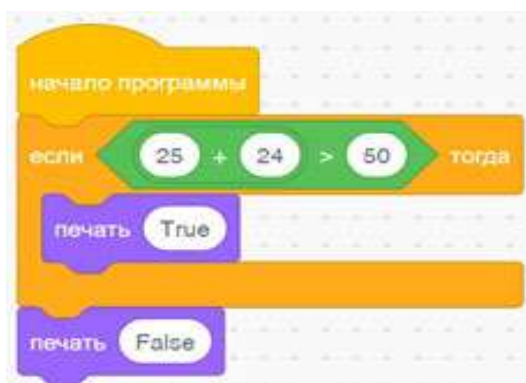 начало программы
если 25 + 24 > 50 тогда
печать True
печать False